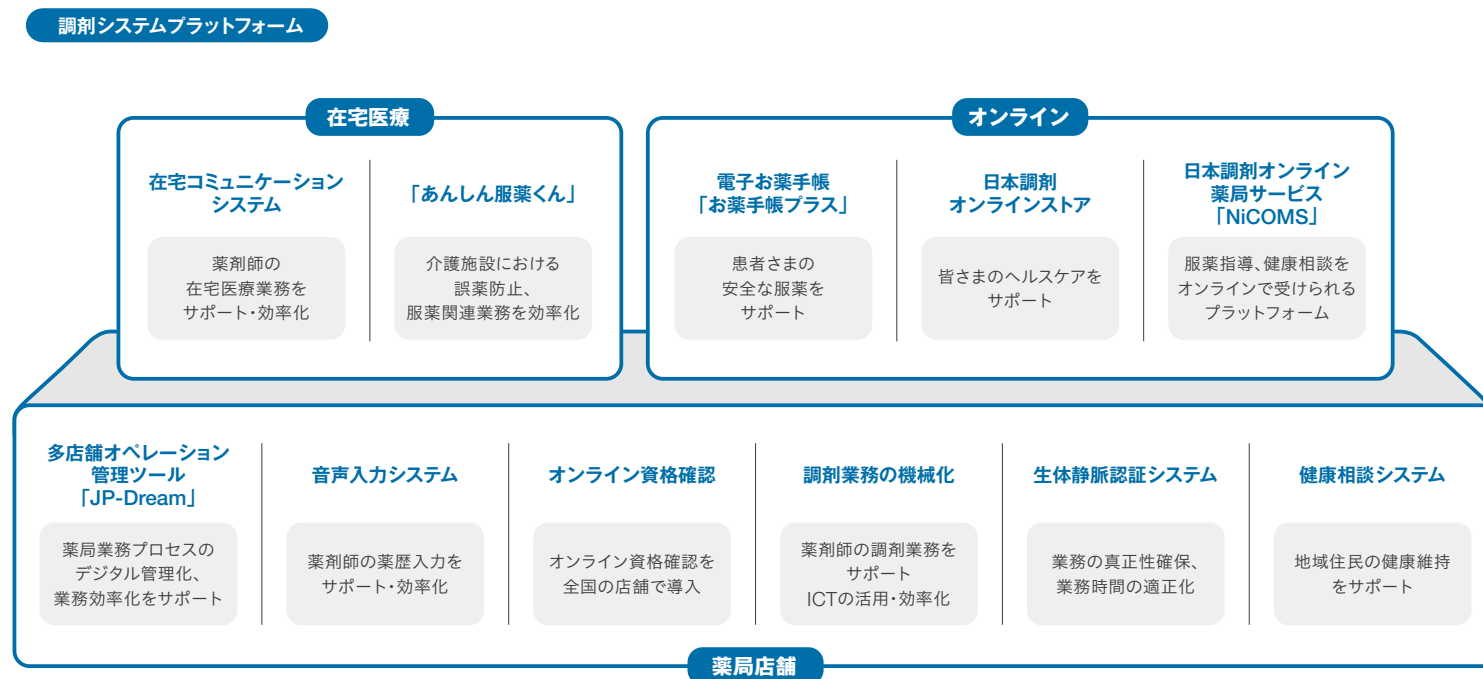 調剤システムプラットフォーム
在宅医療
在宅コミュニケーション
システム
薬剤師の
在宅医療業務を
サポート・効率化
「あんしん服薬くん」
介護施設における
誤薬防止、
服薬関連業務を効率化
オンライン
電子お薬手帳
「お薬手帳プラス」
患者さまの
安全な服薬を
サポート
日本調剤
オンラインストア
皆さまのヘルスケアを
サポート
日本調剤オンライン
薬局サービス
「NiCOMS」
服薬指導、健康相談を
オンラインで受けられる
プラットフォーム
多店舗オペレーション
管理ツール
「JP-Dream」
薬局業務プロセスの
デジタル管理化、
業務効率化をサポート
音声入力システム
薬剤師の薬歴入力を
サポート・効率化
オンライン資格確認
オンライン資格確認を
全国の店舗で導入
調剤業務の機械化
薬剤師の調剤業務を
サポート
ICTの活用・効率化
生体静脈認証システム
業務の真正性確保、
業務時間の適正化
健康相談システム
地域住民の健康維持
をサポート
薬局店舗